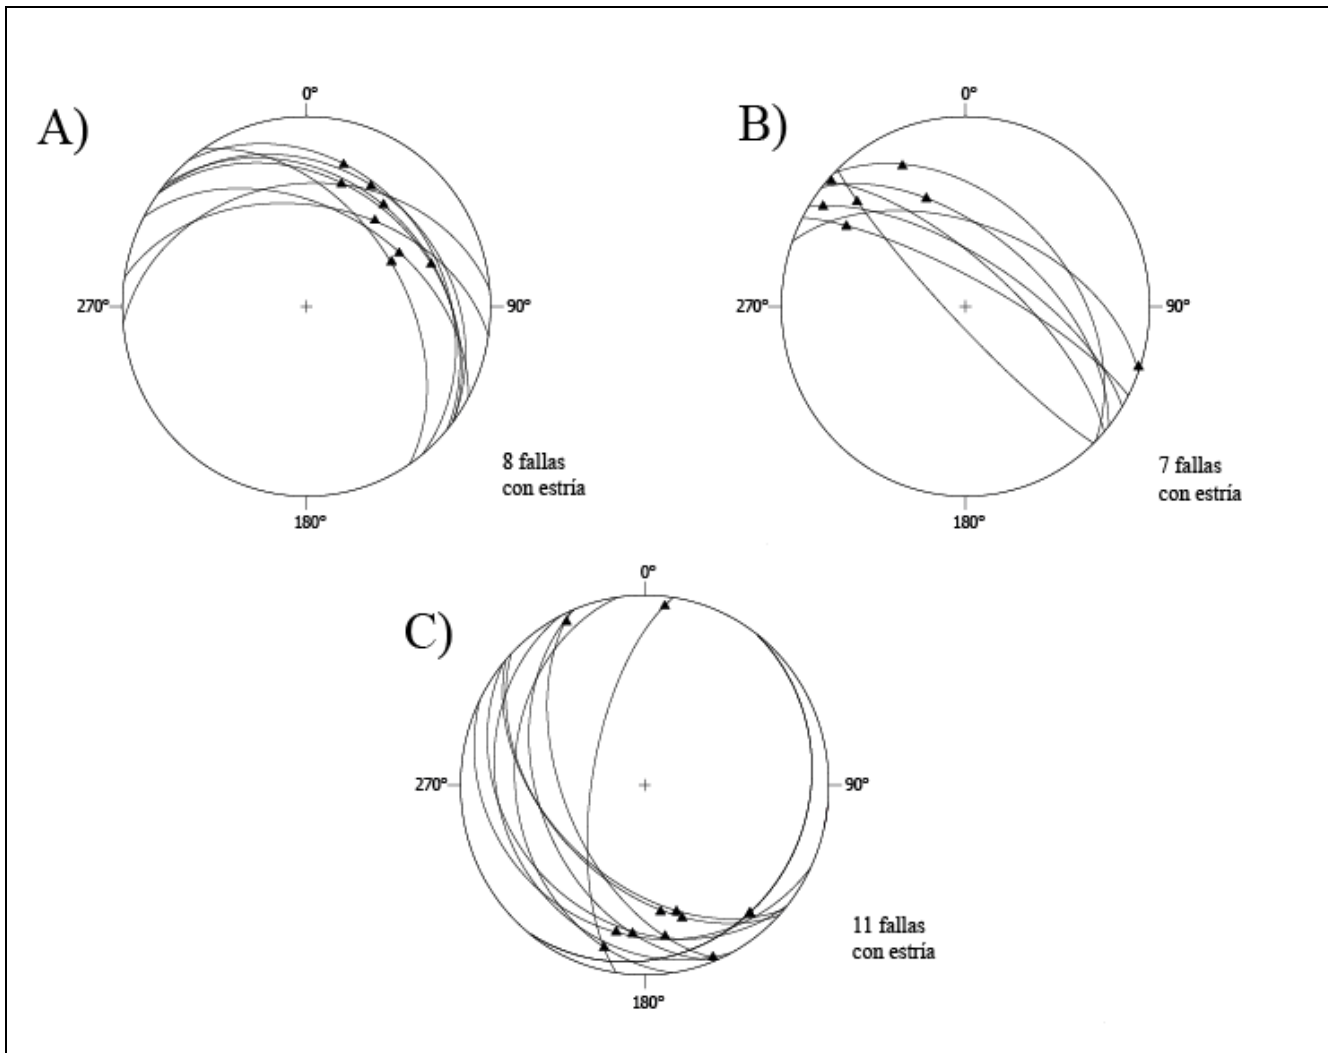 A)
0°
270°
90°
180°
8 fallas
con estría
B)
0°
270°
90°
180°
7 fallas
con estría
C)
0°
270°
90°
180°
11 fallas
con estría